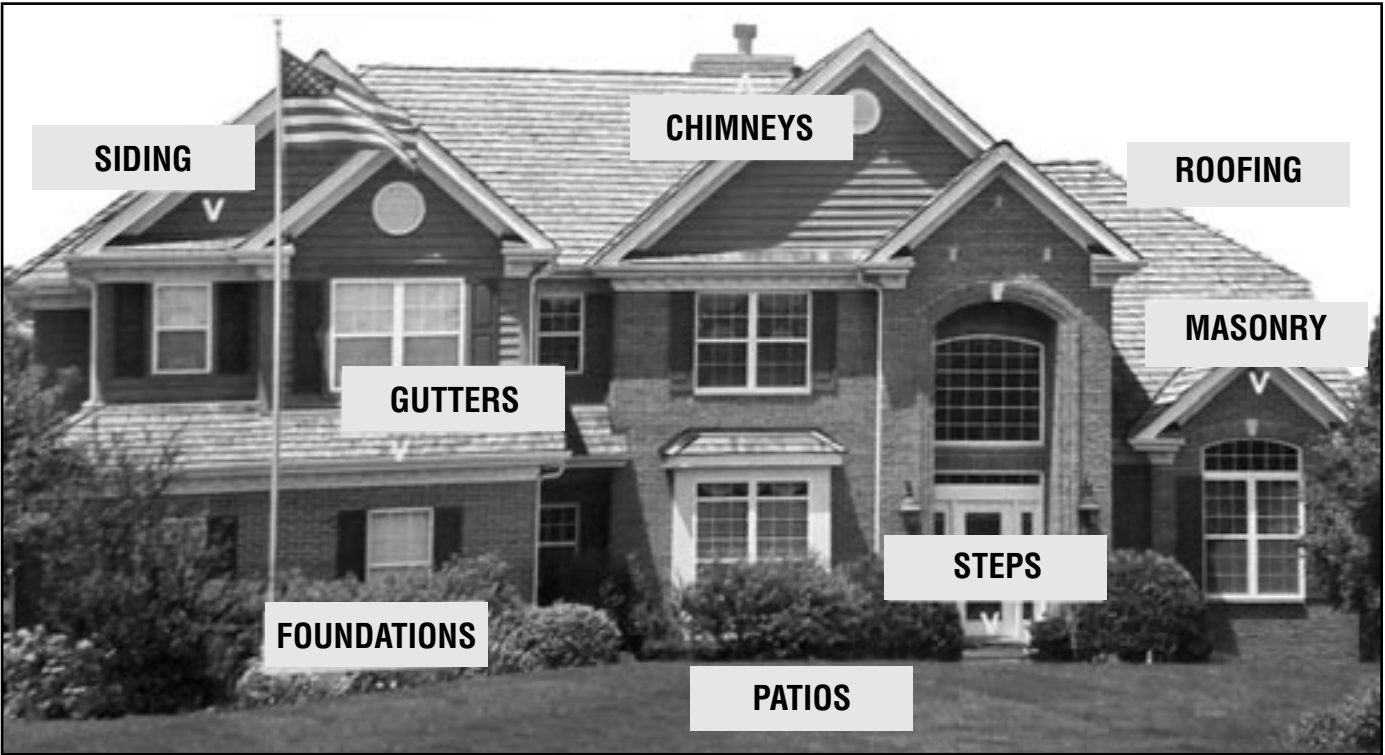 CHIMNEYS
SIDING
ROOFING
MASONRY
GUTTERS
STEPS
FOUNDATIONS
PATIOS